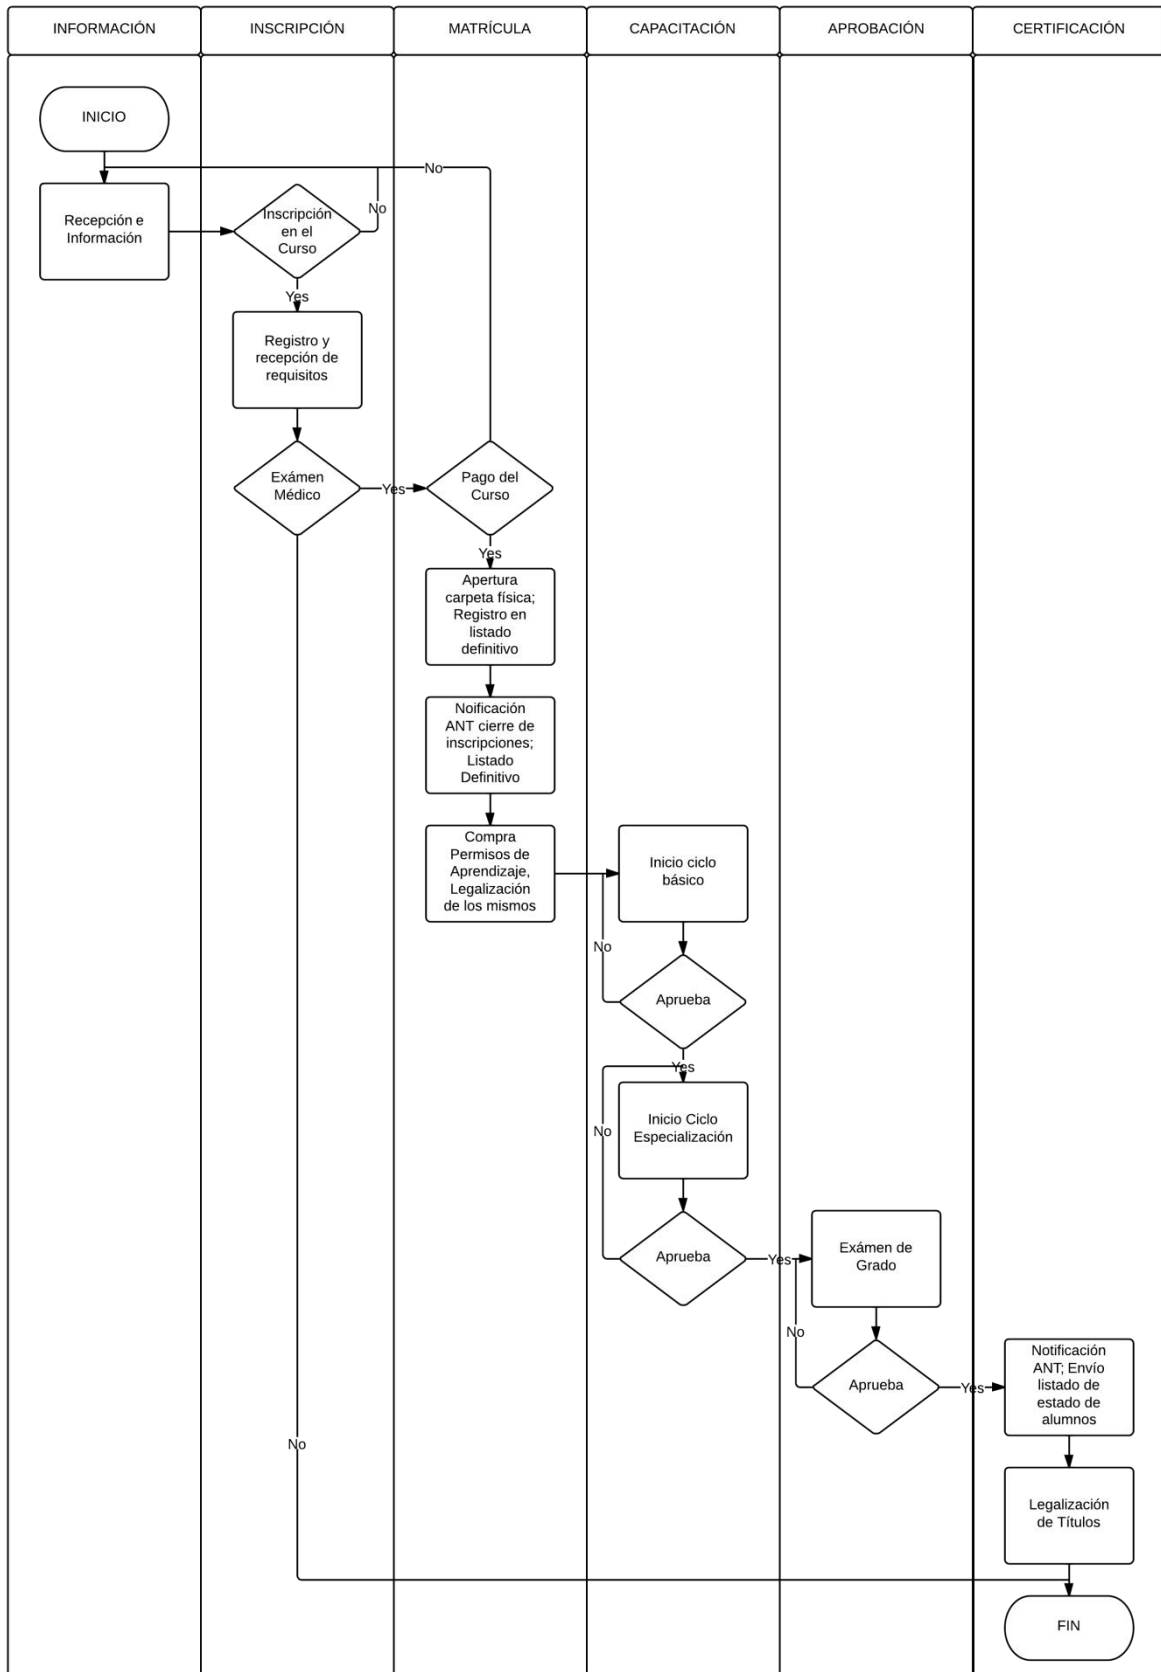 INFORMACIÓN
INSCRIPCIÓN
MATRÍCULA
CAPACITACIÓN
APROBACIÓN
CERTIFICACIÓN
INICIO
No
Recepción e
Información
Inscripción
en el
Curso
No
Yes
Registro y
recepción de
requisitos
Exámen
Médico
Yes
Pago del
Curso
Yes
Apertura
carpeta física;
Registro en
listado
definitivo
Noificación
ANT cierre de
inscripciones;
Listado
Definitivo
Compra
Permisos de
Aprendizaje,
Legalización
de los mismos
Inicio ciclo
básico
No
Aprueba
Yes
Inicio Ciclo
Especialización
No
Aprueba
Yes
Exámen de
Grado
No
Aprueba
Yes
Notificación
ANT; Envío
listado de
estado de
alumnos
No
Legalización
de Títulos
FIN